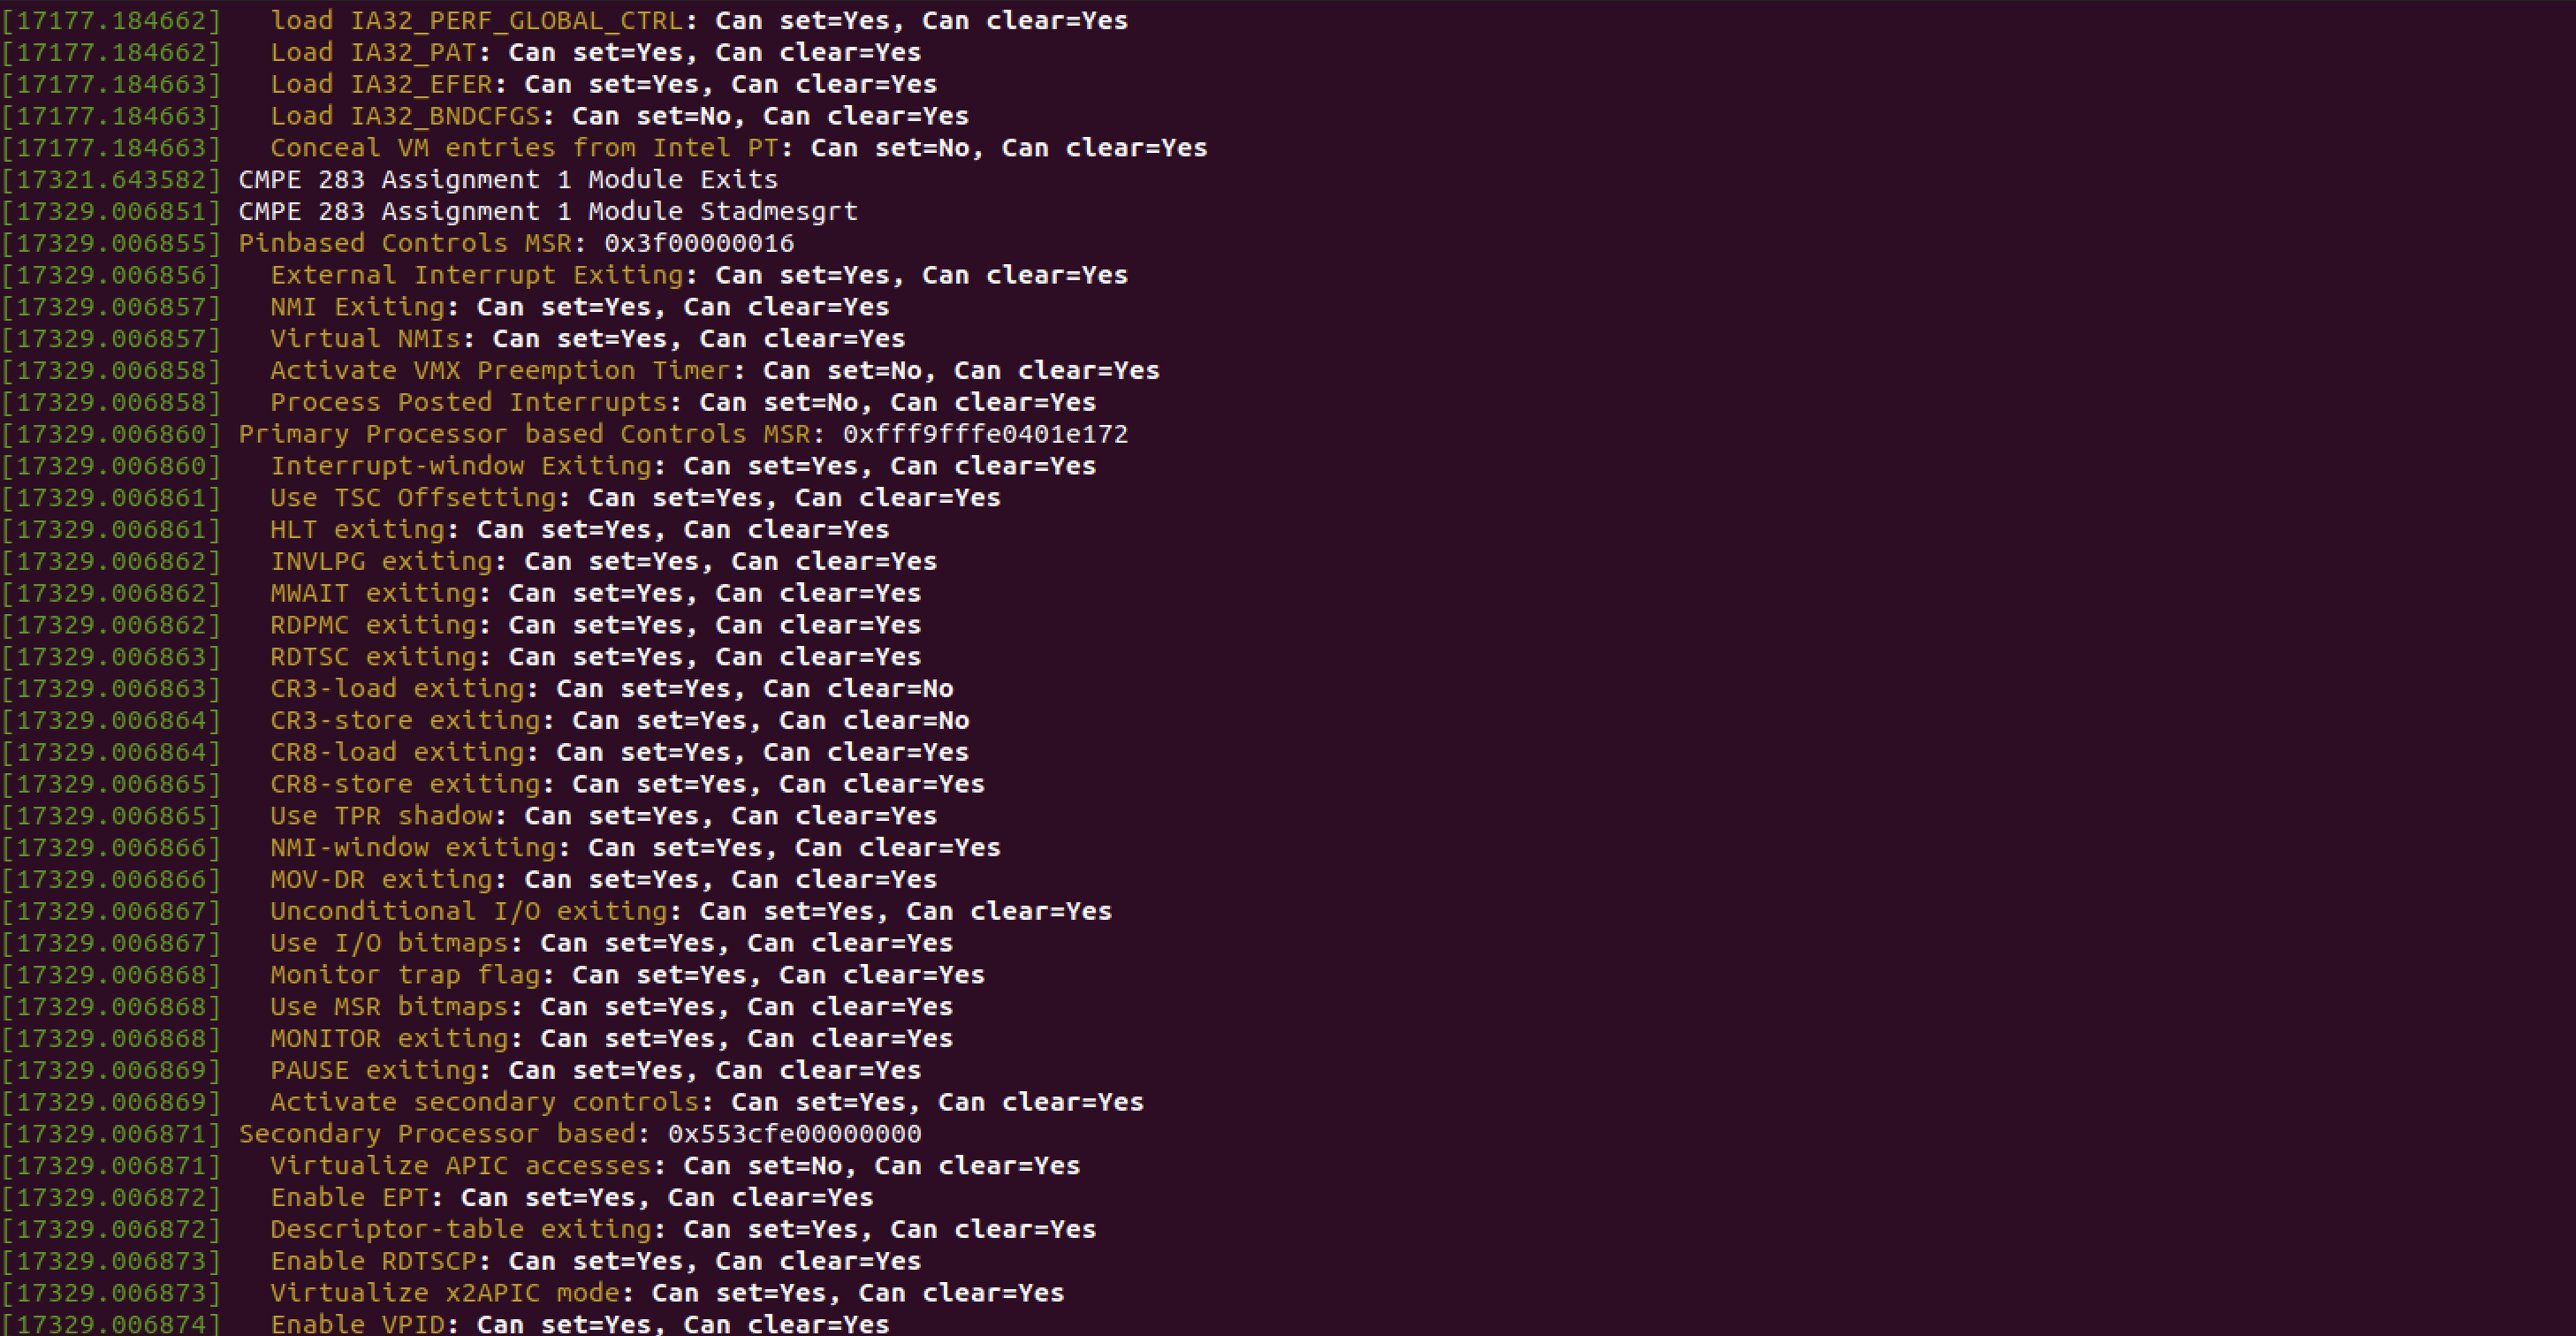 [17177.184662]   load IA32_PERF_GLOBAL_CTRL: Can set=Yes, Can clear=Yes
[17177.184662]   Load IA32_PAT: Can set=Yes, Can clear=Yes
[17177.184663]   Load IA32_EFER: Can set=Yes, Can clear=Yes
[17177.184663]   Load IA32_BNDCFGS: Can set=No, Can clear=Yes
[17177.184663]   Conceal VM entries from Intel PT: Can set=No, Can clear=Yes
[17321.643582] CMPE 283 Assignment 1 Module Exits
[17329.006851] CMPE 283 Assignment 1 Module Stadmesgrt
[17329.006855] Pinbased Controls MSR: 0x3f00000016
[17329.006856]   External Interrupt Exiting: Can set=Yes, Can clear=Yes
[17329.006857]   NMI Exiting: Can set=Yes, Can clear=Yes
[17329.006857]   Virtual NMIs: Can set=Yes, Can clear=Yes
[17329.006858]   Activate VMX Preemption Timer: Can set=No, Can clear=Yes
[17329.006858]   Process Posted Interrupts: Can set=No, Can clear=Yes
[17329.006860] Primary Processor based Controls MSR: 0xfff9fffe0401e172
[17329.006860]   Interrupt-window Exiting: Can set=Yes, Can clear=Yes
[17329.006861]   Use TSC Offsetting: Can set=Yes, Can clear=Yes
[17329.006861]   HLT exiting: Can set=Yes, Can clear=Yes
[17329.006862]   INVLPG exiting: Can set=Yes, Can clear=Yes
[17329.006862]   MWAIT exiting: Can set=Yes, Can clear=Yes
[17329.006862]   RDPMC exiting: Can set=Yes, Can clear=Yes
[17329.006863]   RDTSC exiting: Can set=Yes, Can clear=Yes
[17329.006863]   CR3-load exiting: Can set=Yes, Can clear=No
[17329.006864]   CR3-store exiting: Can set=Yes, Can clear=No
[17329.006864]   CR8-load exiting: Can set=Yes, Can clear=Yes
[17329.006865]   CR8-store exiting: Can set=Yes, Can clear=Yes
[17329.006865]   Use TPR shadow: Can set=Yes, Can clear=Yes
[17329.006866]   NMI-window exiting: Can set=Yes, Can clear=Yes
[17329.006866]   MOV-DR exiting: Can set=Yes, Can clear=Yes
[17329.006867]   Unconditional I/O exiting: Can set=Yes, Can clear=Yes
[17329.006867]   Use I/O bitmaps: Can set=Yes, Can clear=Yes
[17329.006868]   Monitor trap flag: Can set=Yes, Can clear=Yes
[17329.006868]   Use MSR bitmaps: Can set=Yes, Can clear=Yes
[17329.006868]   MONITOR exiting: Can set=Yes, Can clear=Yes
[17329.006869]   PAUSE exiting: Can set=Yes, Can clear=Yes
[17329.006869]   Activate secondary controls: Can set=Yes, Can clear=Yes
[17329.006871] Secondary Processor based: 0x553cfe00000000
[17329.006871]   Virtualize APIC accesses: Can set=No, Can clear=Yes
[17329.006872]   Enable EPT: Can set=Yes, Can clear=Yes
[17329.006872]   Descriptor-table exiting: Can set=Yes, Can clear=Yes
[17329.006873]   Enable RDTSCP: Can set=Yes, Can clear=Yes
[17329.006873]   Virtualize x2APIC mode: Can set=Yes, Can clear=Yes
[17329.006874]   Enable VPID: Can set=Yes, Can clear=Yes